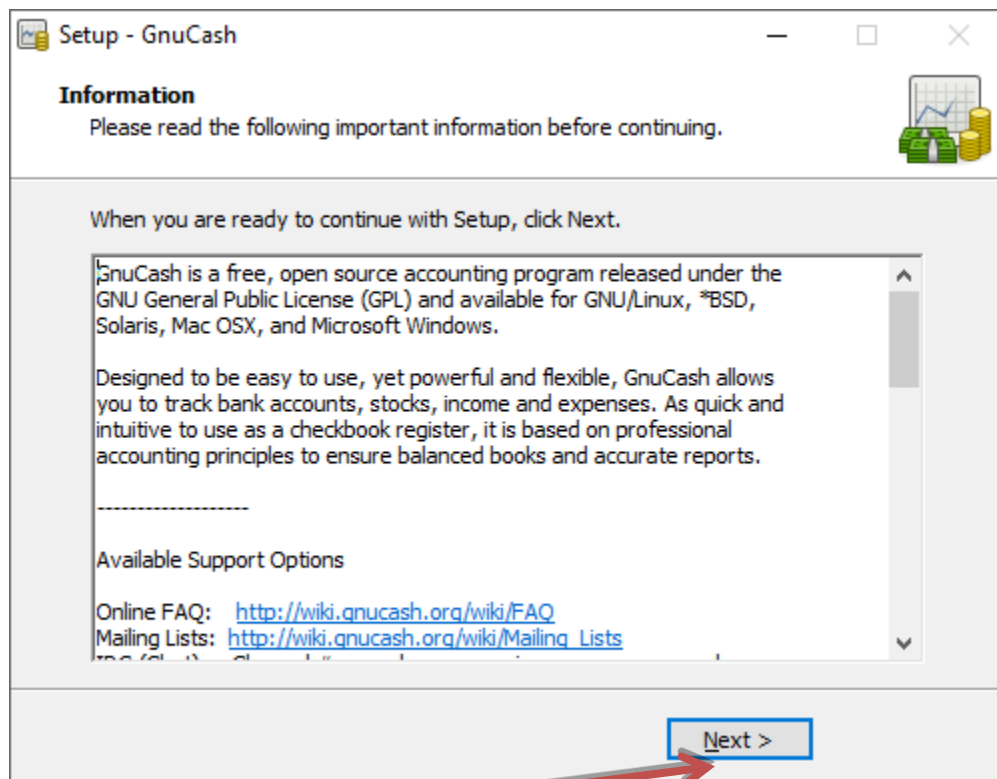 Setup - GnuCash
Information
Please read the following important information before continuing.
When you are ready to continue with Setup, click Next.
GnuCash is a free, open source accounting program released under the
GNU General Public License (GPL) and available for GNU/Linux, *BSD,
Solaris, Mac OSX, and Microsoft Windows.
Designed to be easy to use, yet powerful and flexible, GnuCash allows
you to track bank accounts, stocks, income and expenses. As quick and
intuitive to use as a checkbook register, it is based on professional
accounting principles to ensure balanced books and accurate reports.
-------------------
Available Support Options
Online FAQ: http://wiki.gnucash.org/wiki/FAQ
Mailing Lists: http://wiki.gnucash.org/wiki/Mailing_Lists
Next >